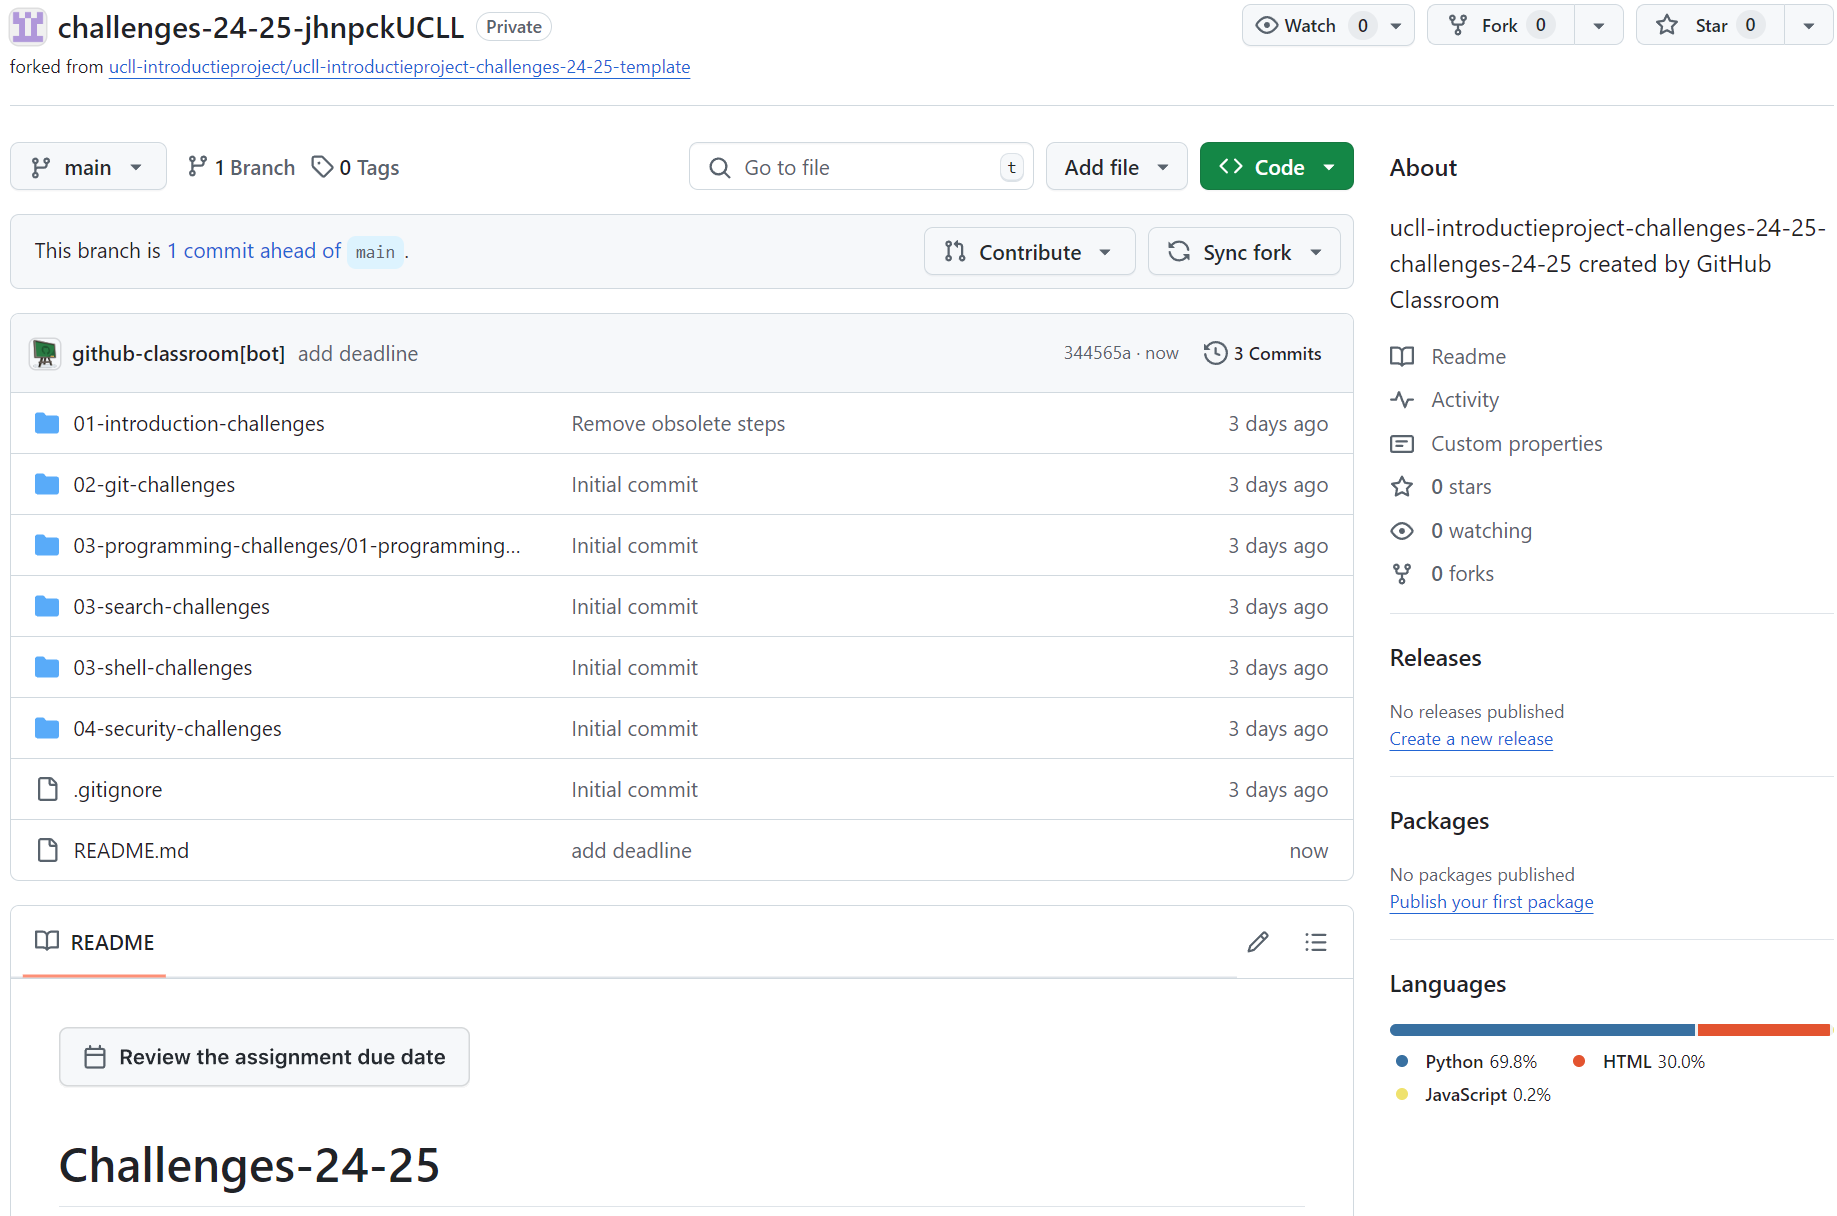 challenges-24-25-jhnpckUCLL Private Watch 0 Fork 0 Star 0
forked from ucll-introductieproject/ucll-introductieproject-challenges-24-25-template
main 1 Branch 0 Tags Go to file t Add file Code
This branch is 1 commit ahead of main . Contribute Sync fork
github-classroom[bot] add deadline 344565a · now 3 Commits
01-introduction-challenges Remove obsolete steps 3 days ago
02-git-challenges Initial commit 3 days ago
03-programming-challenges/01-programming... Initial commit 3 days ago
03-search-challenges Initial commit 3 days ago
03-shell-challenges Initial commit 3 days ago
04-security-challenges Initial commit 3 days ago
.gitignore Initial commit 3 days ago
README.md add deadline now
README
Review the assignment due date
Challenges-24-25
About
ucll-introductieproject-challenges-24-25-
challenges-24-25 created by GitHub
Classroom
Readme
Activity
Custom properties
0 stars
0 watching
0 forks
Releases
No releases published
Create a new release
Packages
No packages published
Publish your first package
Languages
Python 69.8% HTML 30.0%
JavaScript 0.2%